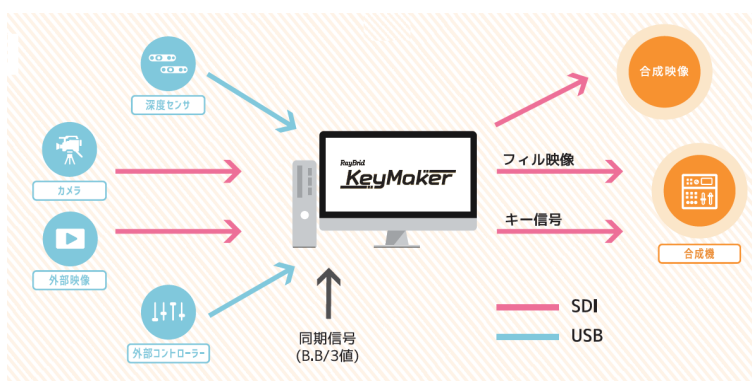 合成映像
深度センサ
RayBrid
KeyMaker
フィル映像
カメラ
キー信号
合成機
外部映像
SDI
外部コントローラー
同期信号
(B.B/3値)
USB